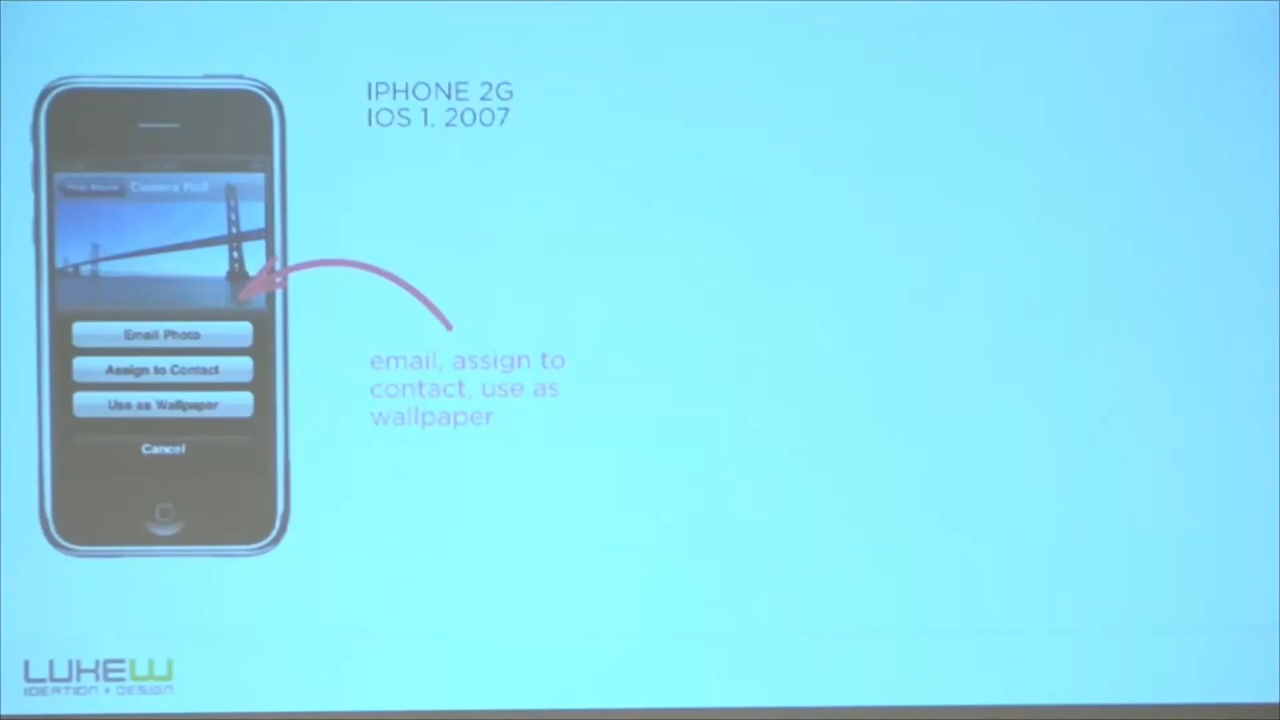 IPHONE 2G
IOS 1, 2007
Camera Roll
Email Photo
Assign to Contact
Use as Wallpaper
Cancel
email, assign to
contact, use as
wallpaper
LUKEW
IDEATION + DESIGN